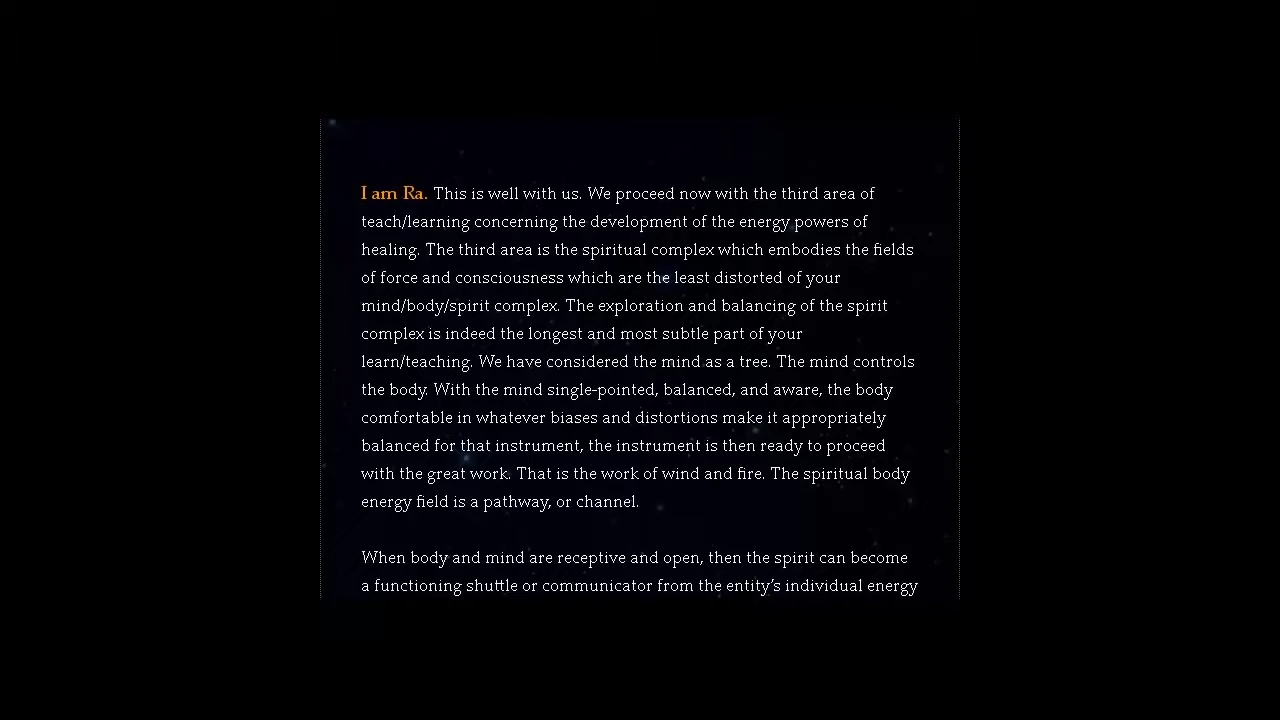 I am Ra. This is well with us. We proceed now with the third area of
teach/learning concerning the development of the energy powers of
healing. The third area is the spiritual complex which embodies the fields
of force and consciousness which are the least distorted of your
mind/body/spirit complex. The exploration and balancing of the spirit
complex is indeed the longest and most subtle part of your
learn/teaching. We have considered the mind as a tree. The mind controls
the body. With the mind single-pointed, balanced, and aware, the body
comfortable in whatever biases and distortions make it appropriately
balanced for that instrument, the instrument is then ready to proceed
with the great work. That is the work of wind and fire. The spiritual body
energy field is a pathway, or channel.
When body and mind are receptive and open, then the spirit can become
a functioning shuttle or communicator from the entity’s individual energy